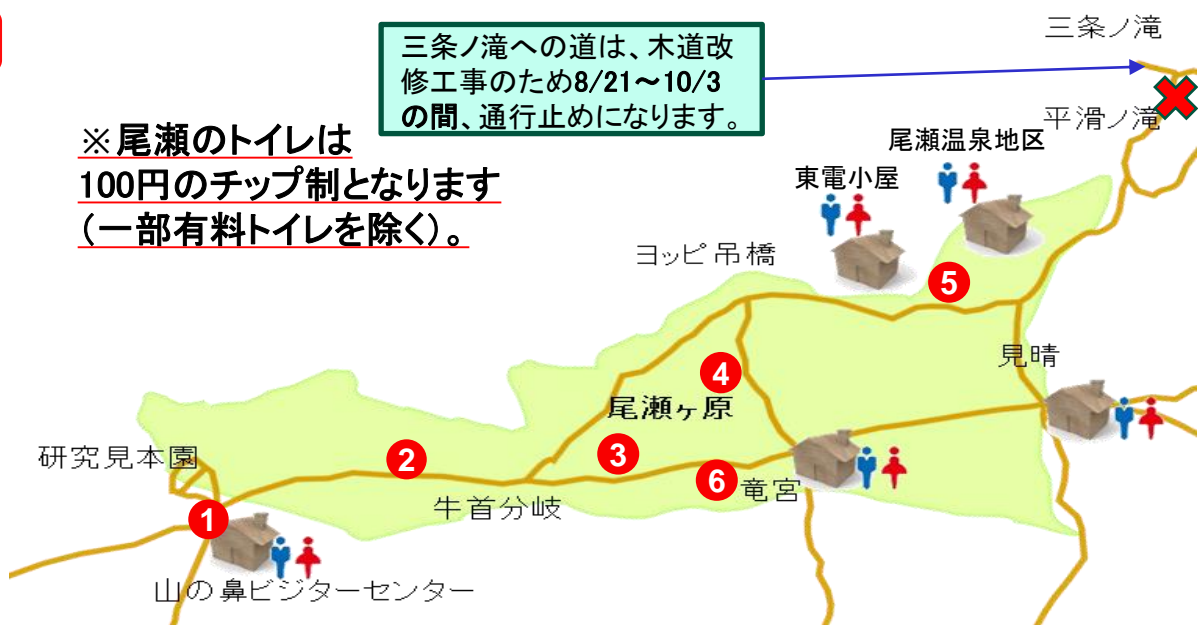 三条ノ滝
三条ノ滝への道は、木道改
修工事のため8/21~10/3
の間、通行止めになります。
平滑ノ滝
※尾瀬のトイレは
100円のチップ制となります
(一部有料トイレを除く)。
尾瀬温泉地区
東電小屋
ヨッピ吊橋
5
見晴
4
尾瀬ヶ原
研究見本園
2
3
6
竜宮
牛首分岐
1
山の鼻ビジターセンター